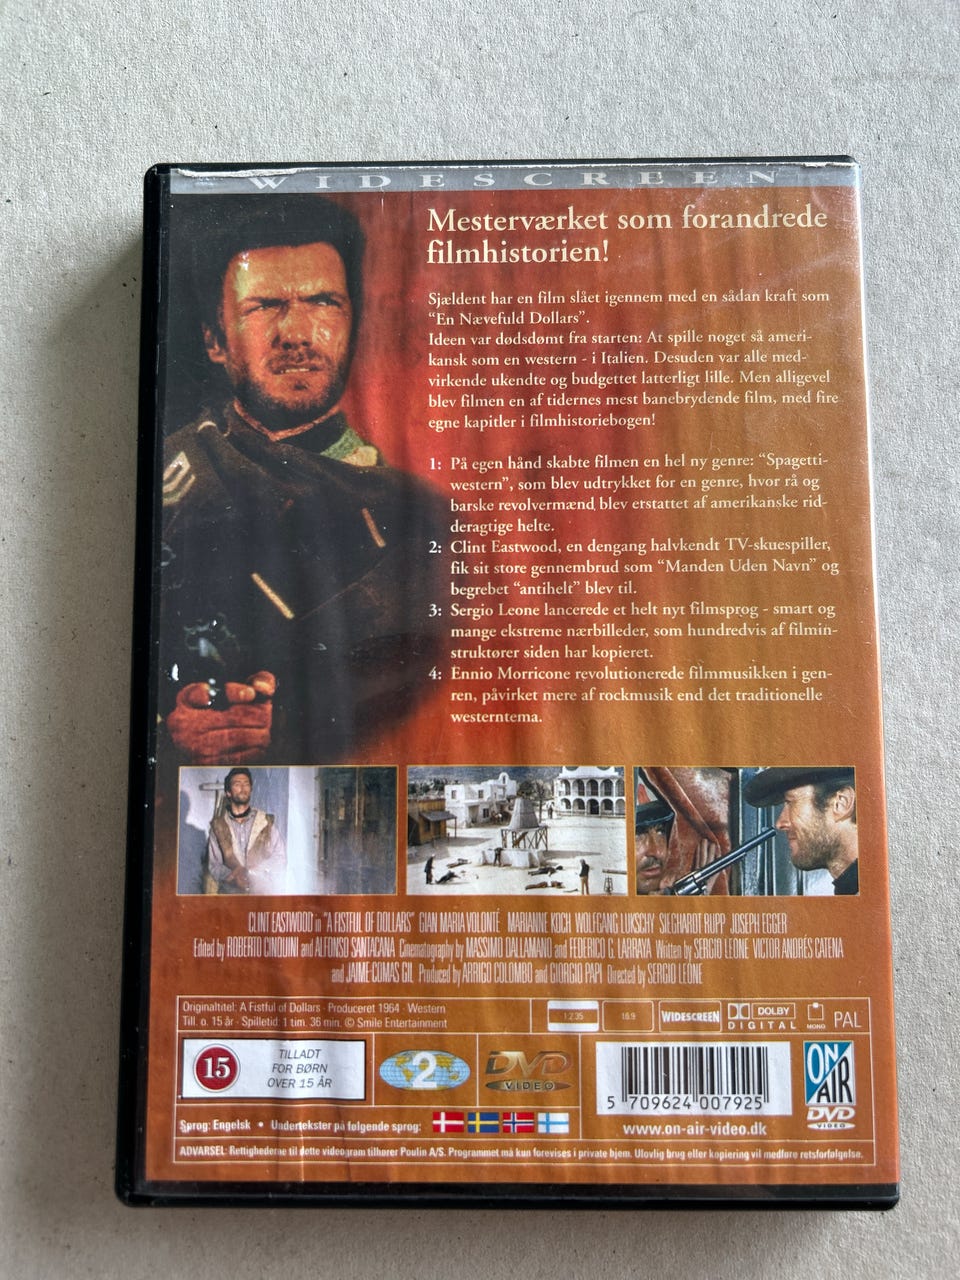 WIDESCREEN
Mesterværket som forandrede
filmhistorien!
Sjældent har en film slået igennem med en sådan kraft som
“En Nævefuld Dollars”.
Ideen var dødsdømt fra starten: At spille noget så ameri-
kansk som en western - i Italien. Desuden var alle med-
virkende ukendte og budgettet latterligt lille. Men alligevel
blev filmen en af tidernes mest banebrydende film, med fire
egne kapitler i filmhistoriebogen!
1: På egen hånd skabte filmen en hel ny genre: “Spagetti-
western”, som blev udtrykket for en genre, hvor rå og
barske revolvermænd blev erstattet af amerikanske rid-
deragtige helte.
2: Clint Eastwood, en dengang halvkendt TV-skuespiller,
fik sit store gennembrud som “Manden Uden Navn” og
begrebet “antihelt” blev til.
3: Sergio Leone lancerede et helt nyt filmsprog - smart og
mange ekstreme nærbilleder, som hundredvis af filmin-
struktører siden har kopieret.
4: Ennio Morricone revolutionerede filmmusikken i gen-
ren, påvirket mere af rockmusik end det traditionelle
westerntema.
CLINT EASTWOOD in "A FISTFUL OF DOLLARS" GIAN MARIA VOLONTÉ MARIANNE KOCH WOLFGANG LUKSCHY SIEGHARDT RUPP JOSEPH EGGER
Edited by ROBERTO CINQUINI and ALFONSO SANTACANA Cinematography by MASSIMO DALLAMANO and FEDERICO G. LARRAYA Written by SERGIO LEONE VICTOR ANDRÉS CATENA
and JAIME COMAS GIL Produced by ARRIGO COLOMBO and GIORGIO PAPI Directed by SERGIO LEONE
Originaltitel: A Fistful of Dollars · Produceret 1964 · Western
Till. o. 15 år · Spilletid: 1 tim. 36 min. © Smile Entertainment
1:2.35 16:9 WIDESCREEN DOLBY DIGITAL MONO PAL
15 TILLADT
FOR BØRN
OVER 15 ÅR
2
DVD
VIDEO
5 709624 007925
www.on-air-video.dk
ON AIR
DVD
VIDEO
Sprog: Engelsk • Undertekster på følgende sprog:
ADVARSEL: Rettighederne til dette videogram tilhører Poulin A/S. Programmet må kun forevises i private hjem. Ulovlig brug eller kopiering vil medføre retsforfølgelse.